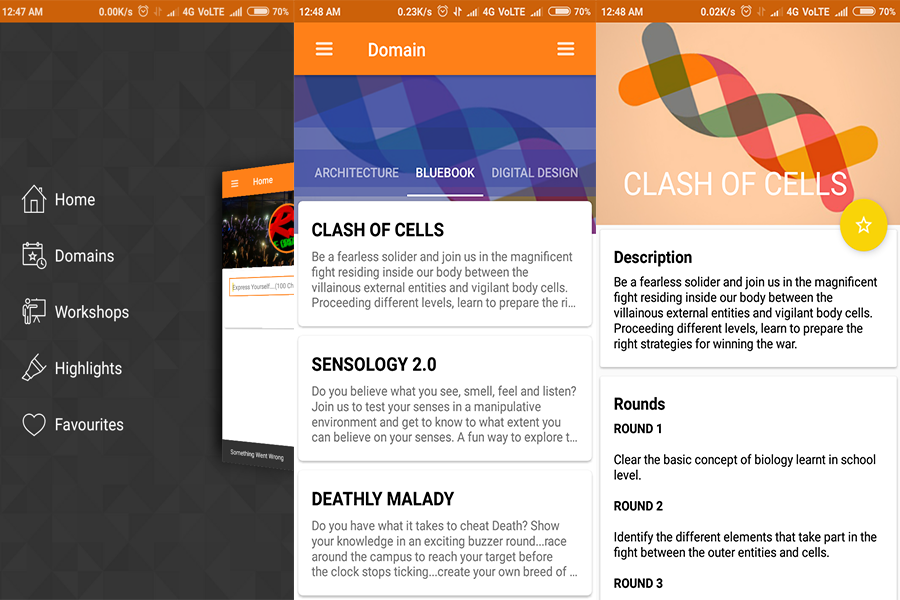 12:47 AM
0.00K/s
4G VoLTE
70%
Home
Domains
Workshops
Highlights
Favourites
Home
Express Yourself....(100 Ch
Something Went Wrong
12:48 AM
0.23K/s
4G VoLTE
70%
Domain
ARCHITECTURE
BLUEBOOK
DIGITAL DESIGN
CLASH OF CELLS
Be a fearless solider and join us in the magnificent
fight residing inside our body between the
villainous external entities and vigilant body cells.
Proceeding different levels, learn to prepare the ri...
SENSOLOGY 2.0
Do you believe what you see, smell, feel and listen?
Join us to test your senses in a manipulative
environment and get to know to what extent you
can believe on your senses. A fun way to explore t...
DEATHLY MALADY
Do you have what it takes to cheat Death? Show
your knowledge in an exciting buzzer round...race
around the campus to reach your target before
the clock stops ticking...create your own breed of ...
12:48 AM
0.02K/s
4G VoLTE
70%
CLASH OF CELLS
Description
Be a fearless solider and join us in the magnificent
fight residing inside our body between the
villainous external entities and vigilant body cells.
Proceeding different levels, learn to prepare the
right strategies for winning the war.
Rounds
ROUND 1
Clear the basic concept of biology learnt in school
level.
ROUND 2
Identify the different elements that take part in the
fight between the outer entities and cells.
ROUND 3